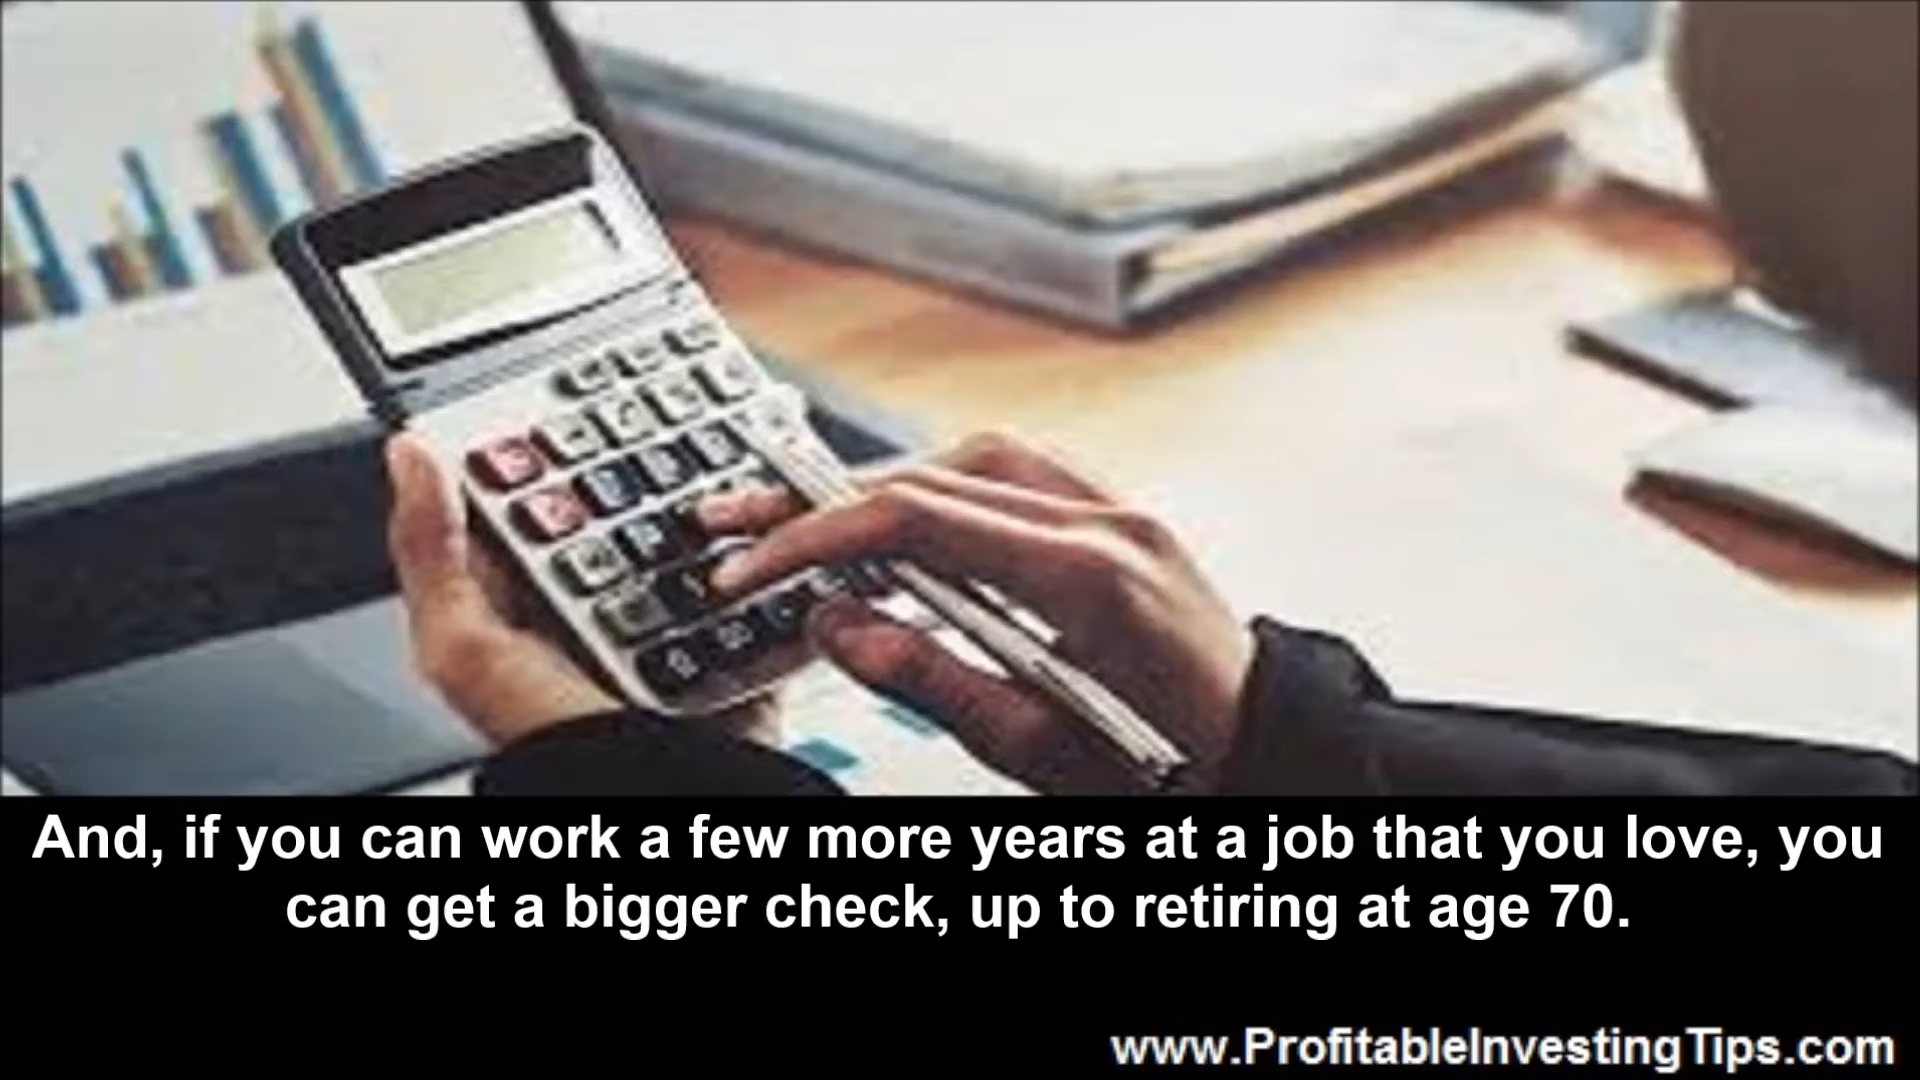 And, if you can work a few more years at a job that you love, you
can get a bigger check, up to retiring at age 70.
www.ProfitableInvestingTips.com